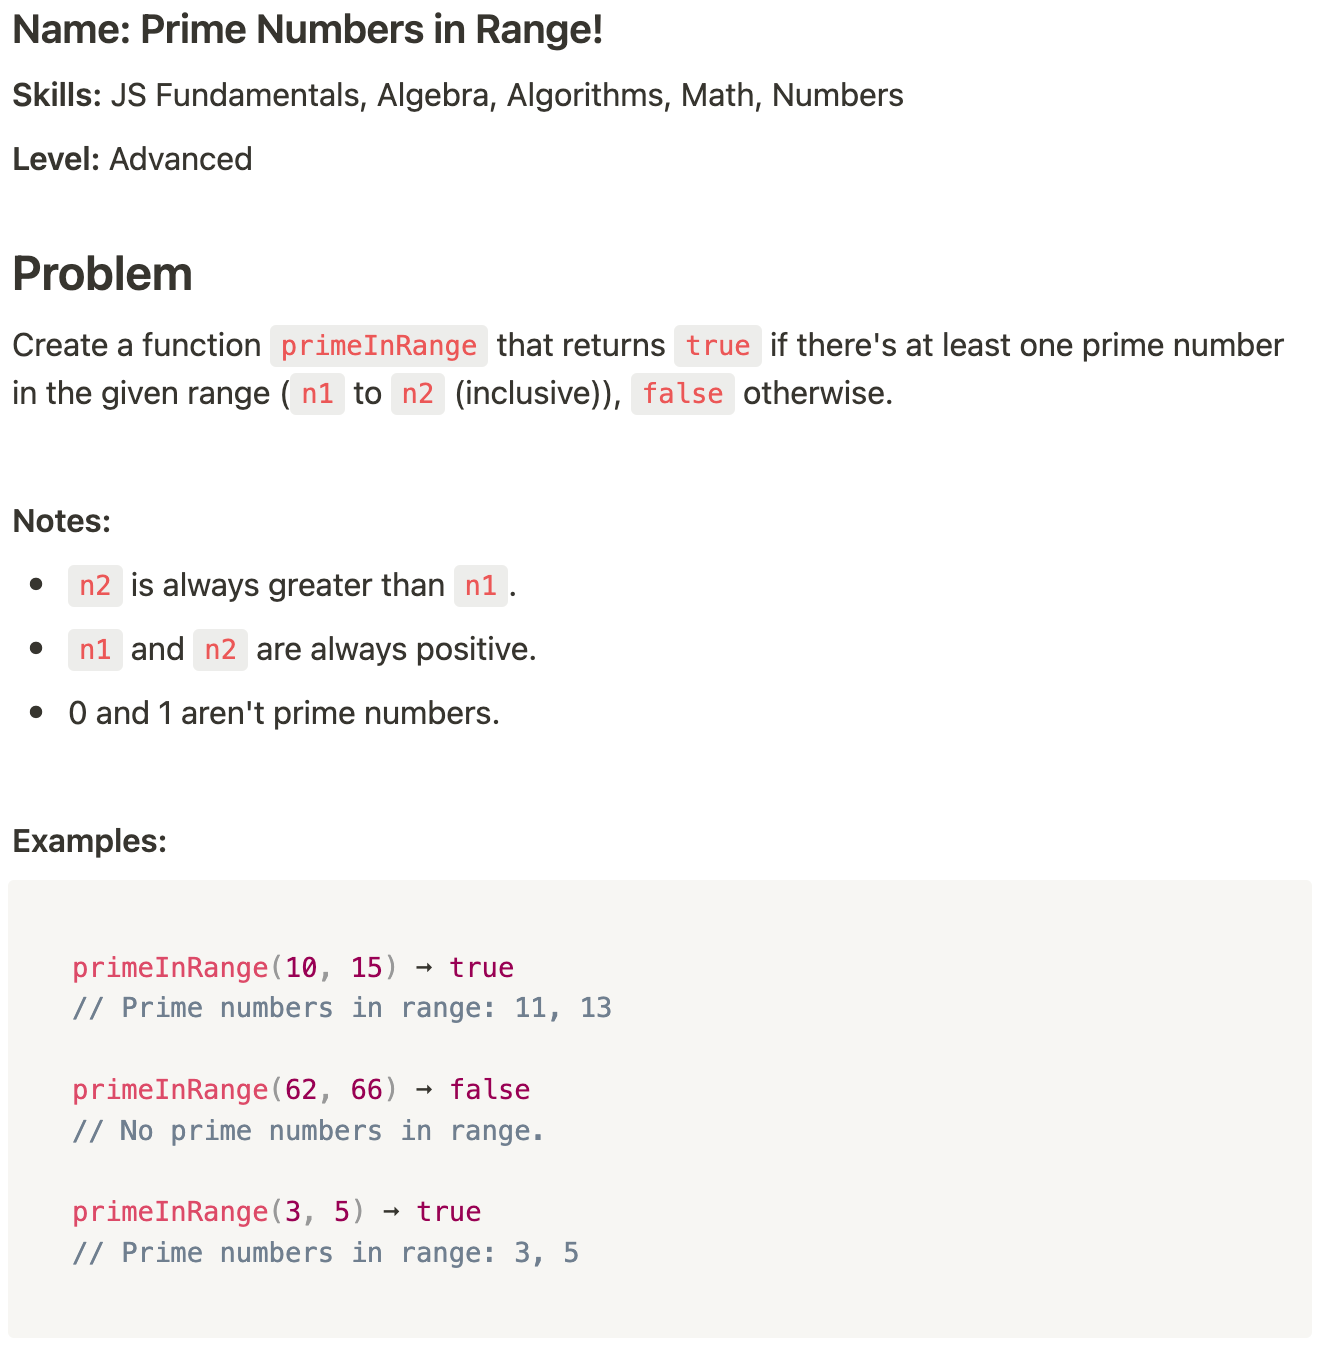 Name: Prime Numbers in Range!
Skills: JS Fundamentals, Algebra, Algorithms, Math, Numbers
Level: Advanced
Problem
Create a function primeInRange that returns true if there's at least one prime number
in the given range (n1 to n2 (inclusive)), false otherwise.
Notes:
• n2 is always greater than n1.
• n1 and n2 are always positive.
• 0 and 1 aren't prime numbers.
Examples:
primeInRange(10, 15) → true
// Prime numbers in range: 11, 13
primeInRange(62, 66) → false
// No prime numbers in range.
primeInRange(3, 5) → true
// Prime numbers in range: 3, 5